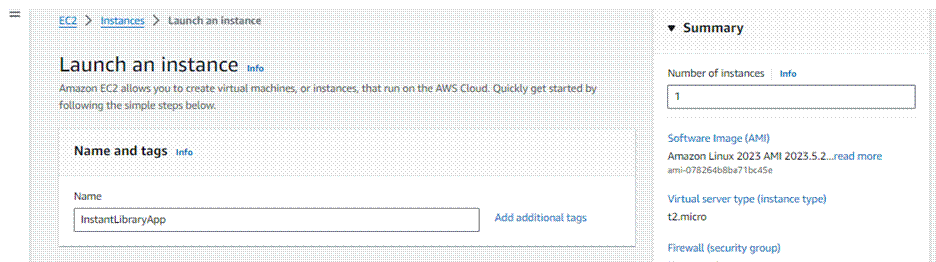 EC2 > Instances > Launch an instance
Launch an instance Info
Amazon EC2 allows you to create virtual machines, or instances, that run on the AWS Cloud. Quickly get started by
following the simple steps below.
Name and tags Info
Name
InstantLibraryApp
Add additional tags
Summary
Number of instances Info
1
Software Image (AMI)
Amazon Linux 2023 AMI 2023.5.2...read more
ami-078264b8ba71bc45e
Virtual server type (instance type)
t2.micro
Firewall (security group)